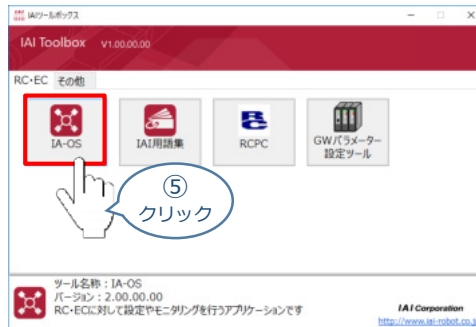 IAIツールボックス
IAI Toolbox V1.00.00.00
RC・EC その他
IA-OS
IAI用語集
RCPC
GWパラメーター
設定ツール
⑤
クリック
ツール名称：IA-OS
バージョン：2.00.00.00
RC・ECに対して設定やモニタリングを行うアプリケーションです
IAI Corporation
http://www.iai-robot.co.jp